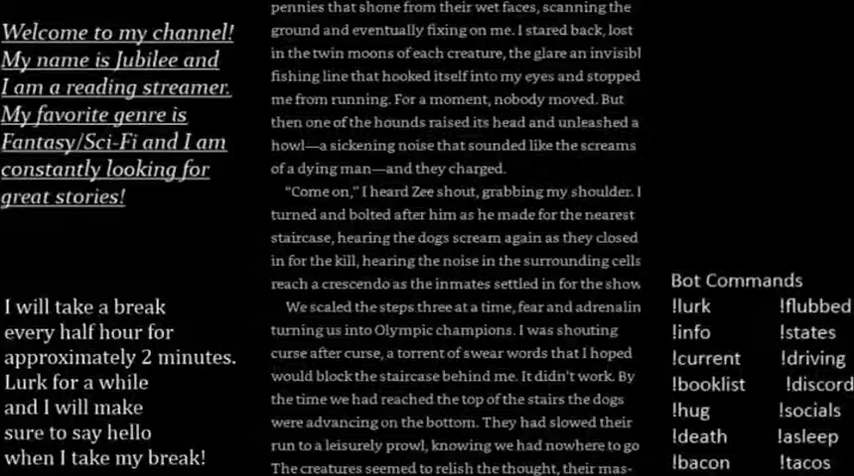 Welcome to my channel!
My name is Jubilee and
I am a reading streamer.
My favorite genre is
Fantasy/Sci-Fi and I am
constantly looking for
great stories!
I will take a break
every half hour for
approximately 2 minutes.
Lurk for a while
and I will make
sure to say hello
when I take my break!
pennies that shone from their wet faces, scanning the
ground and eventually fixing on me. I stared back, lost
in the twin moons of each creature, the glare an invisibl
fishing line that hooked itself into my eyes and stopped
me from running. For a moment, nobody moved. But
then one of the hounds raised its head and unleashed a
howl—a sickening noise that sounded like the screams
of a dying man—and they charged.
“Come on,” I heard Zee shout, grabbing my shoulder. I
turned and bolted after him as he made for the nearest
staircase, hearing the dogs scream again as they closed
in for the kill, hearing the noise in the surrounding cells
reach a crescendo as the inmates settled in for the show
We scaled the steps three at a time, fear and adrenalin
turning us into Olympic champions. I was shouting
curse after curse, a torrent of swear words that I hoped
would block the staircase behind me. It didn’t work. By
the time we had reached the top of the stairs the dogs
were advancing on the bottom. They had slowed their
run to a leisurely prowl, knowing we had nowhere to go
The creatures seemed to relish the thought, their mas-
Bot Commands
!lurk !flubbed
!info !states
!current !driving
!booklist !discord
!hug !socials
!death !asleep
!bacon !tacos